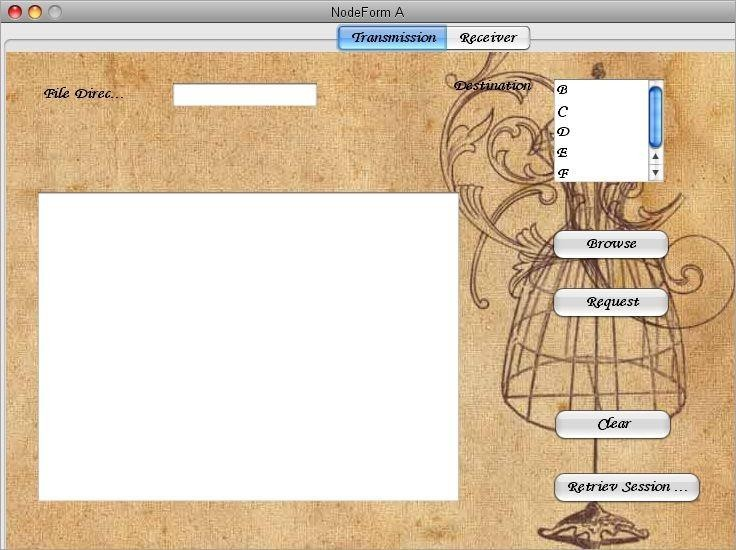 NodeForm A
Transmission
Receiver
File Direc...
Destination
B
C
D
E
F
Browse
Request
Clear
Retriev Session ...